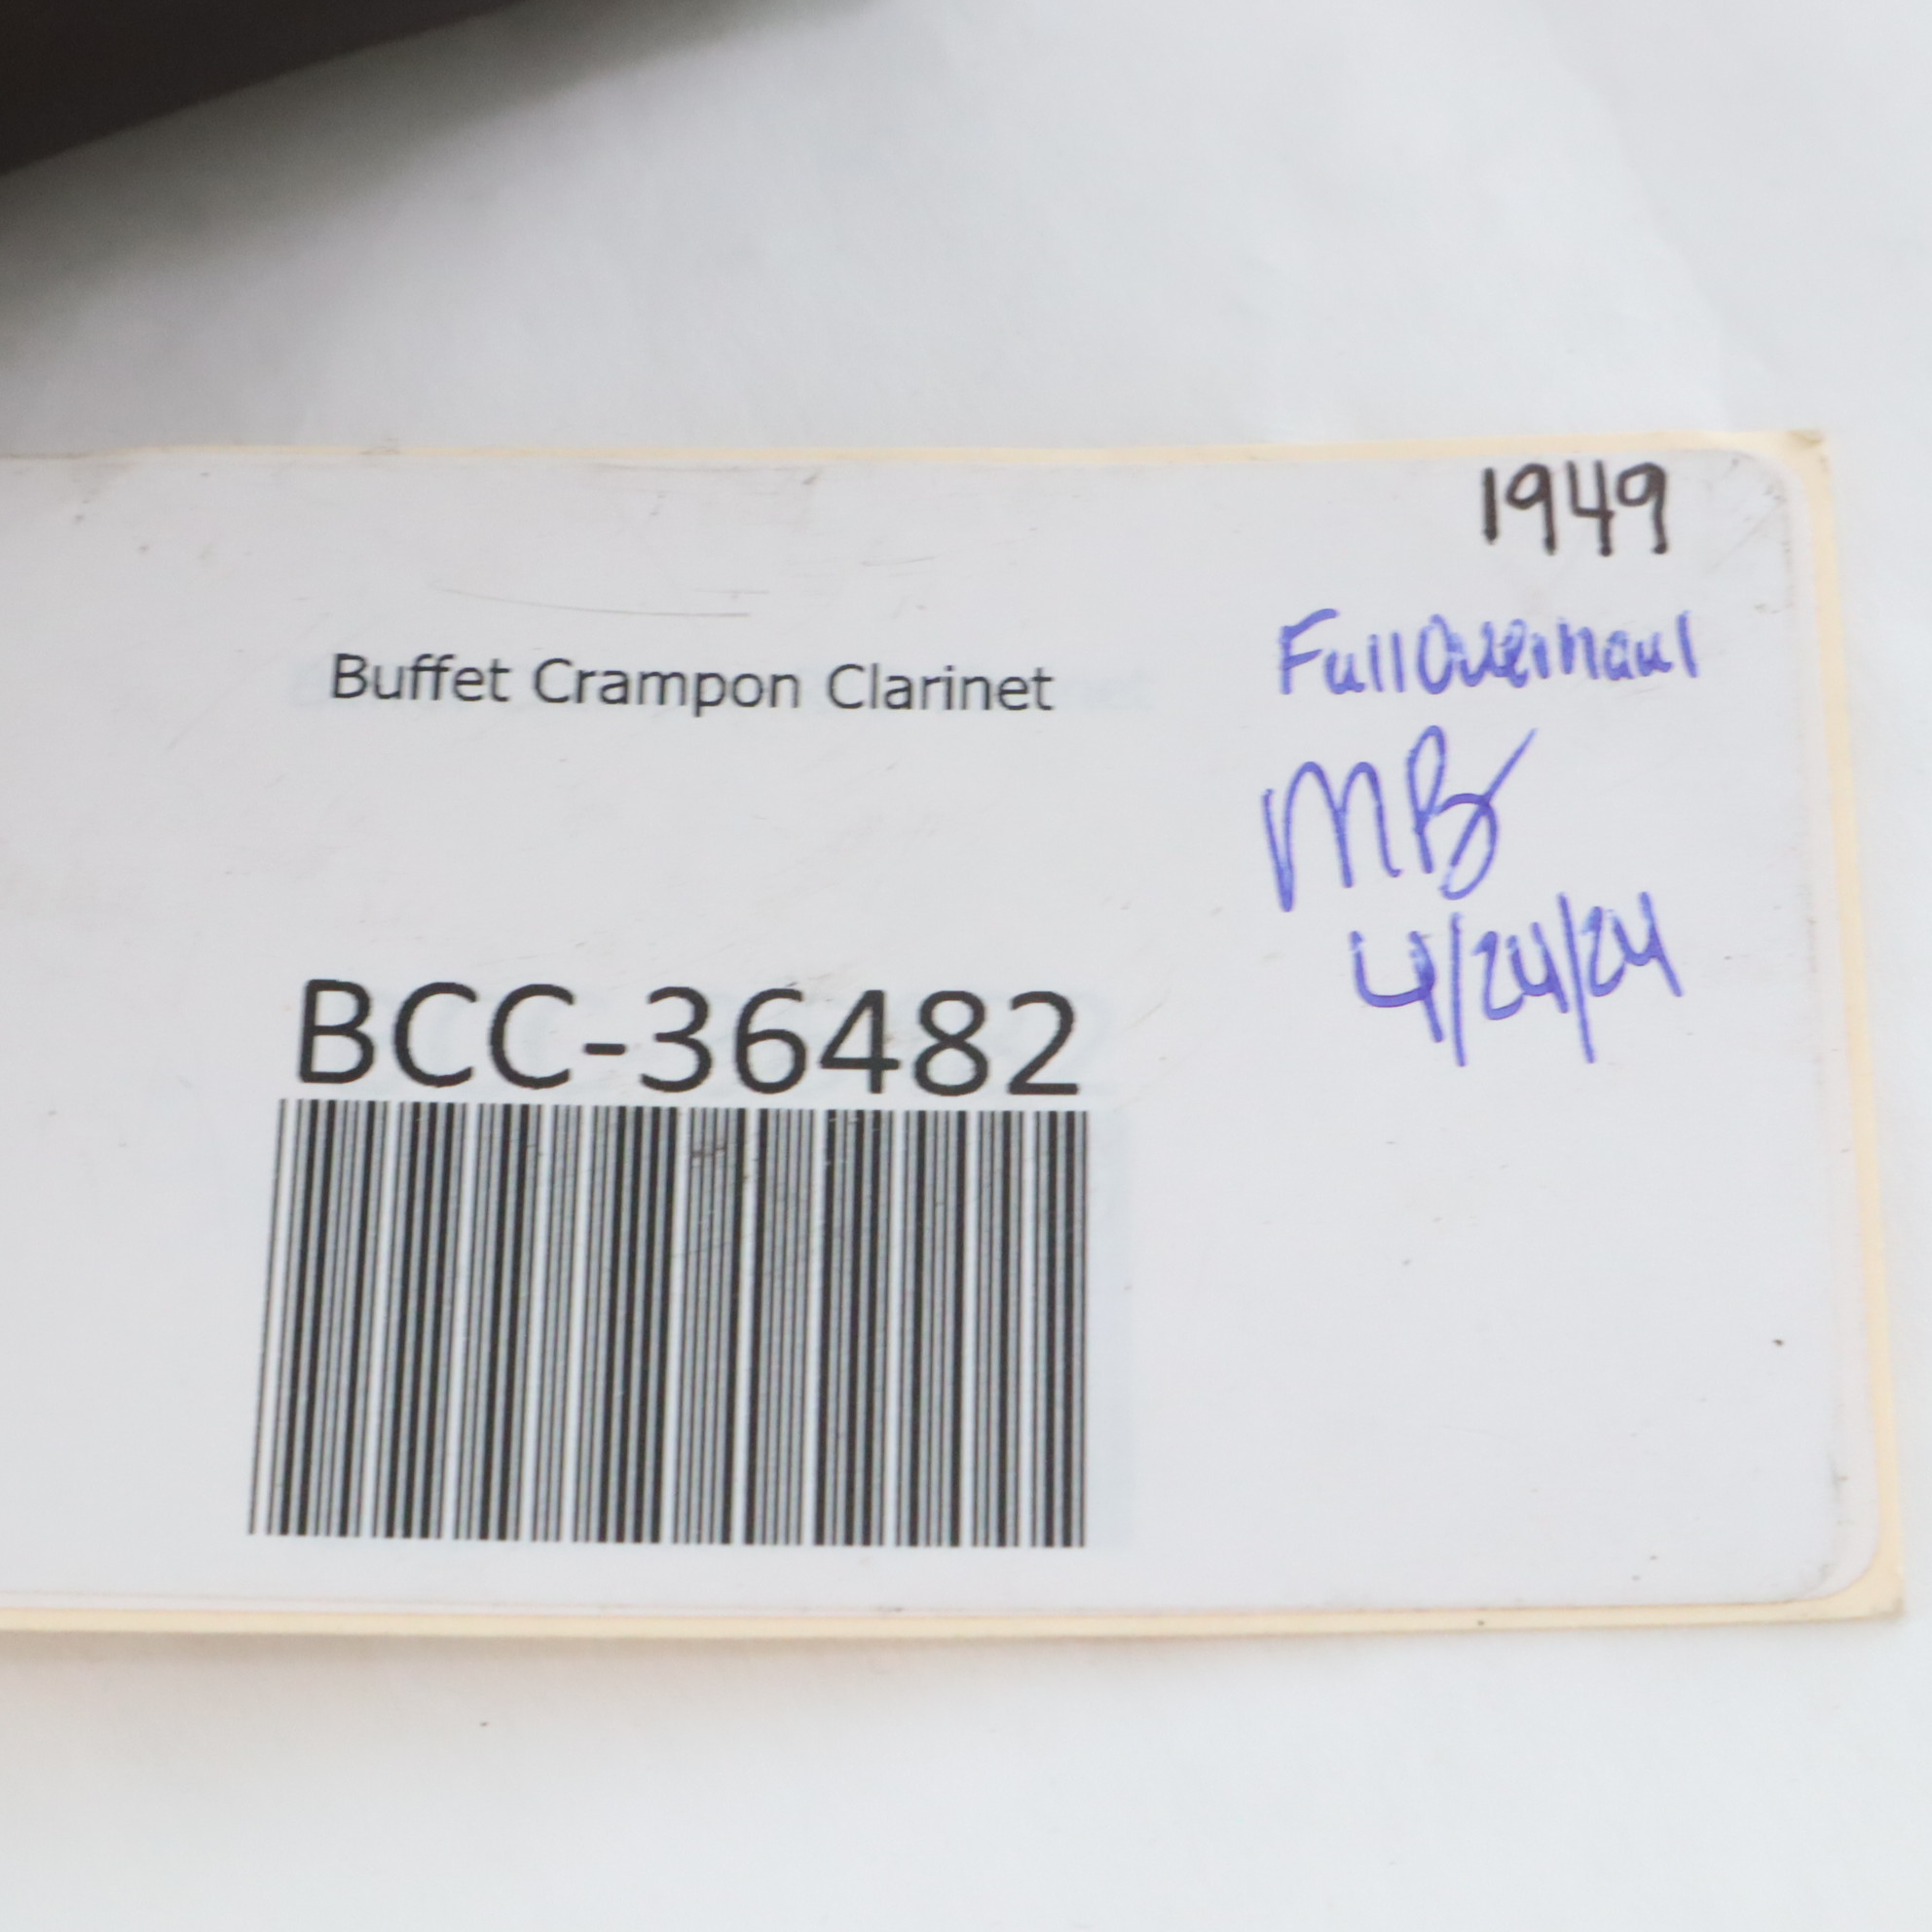 1949
Buffet Crampon Clarinet
Full Overhaul
MB
4/24/24
BCC-36482